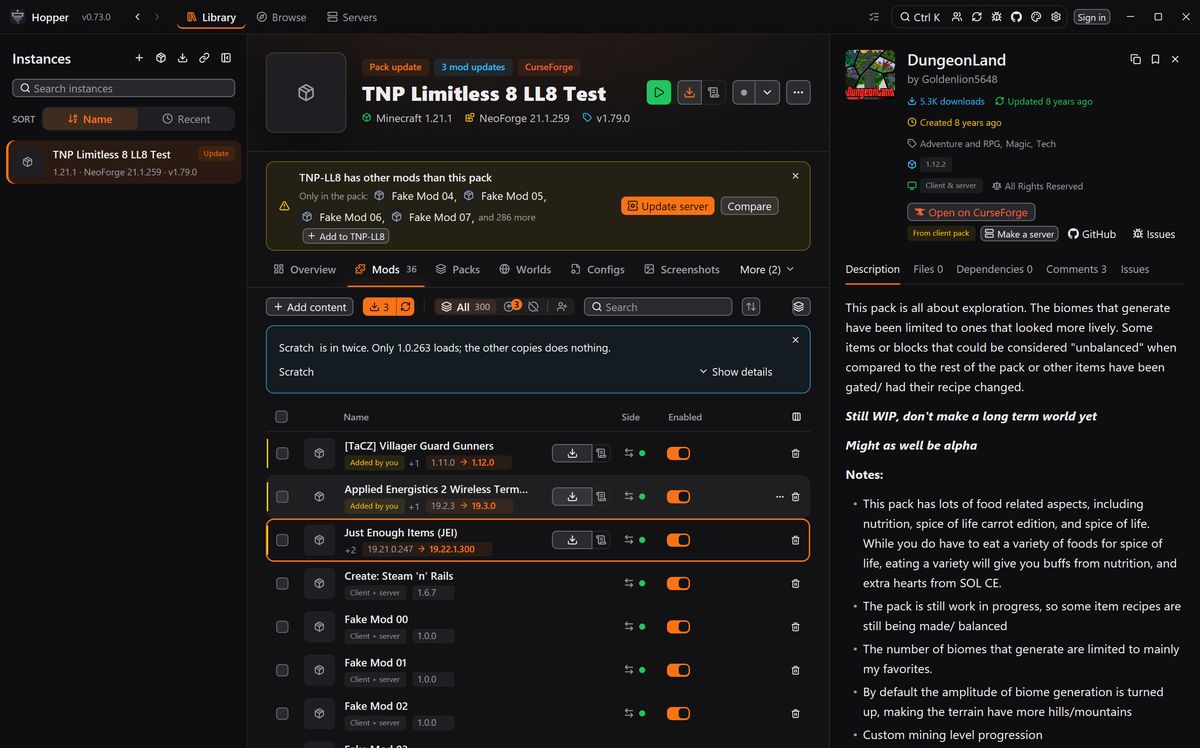 Hopper v0.73.0 Library Browse Servers Ctrl K Sign in
Instances
Search instances
SORT Name Recent
TNP Limitless 8 LL8 Test Update
1.21.1 · NeoForge 21.1.259 · v1.79.0
Pack update 3 mod updates CurseForge
TNP Limitless 8 LL8 Test
Minecraft 1.21.1 NeoForge 21.1.259 v1.79.0
TNP-LL8 has other mods than this pack
Only in the pack: Fake Mod 04, Fake Mod 05,
Fake Mod 06, Fake Mod 07, and 286 more
+ Add to TNP-LL8
Update server Compare
Overview Mods 36 Packs Worlds Configs Screenshots More (2)
+ Add content 3 All 300 3 Search
Scratch is in twice. Only 1.0.263 loads; the other copies does nothing.
Scratch Show details
Name Side Enabled
[TaCZ] Villager Guard Gunners
Added by you +1 1.11.0 → 1.12.0
Applied Energistics 2 Wireless Term...
Added by you +1 19.2.3 → 19.3.0
Just Enough Items (JEI)
+2 19.21.0.247 → 19.22.1.300
Create: Steam 'n' Rails
Client + server 1.6.7
Fake Mod 00
Client + server 1.0.0
Fake Mod 01
Client + server 1.0.0
Fake Mod 02
Client + server 1.0.0
DungeonLand
DungeonLand
by Goldenlion5648
5.3K downloads Updated 8 years ago
Created 8 years ago
Adventure and RPG, Magic, Tech
1.12.2
Client & server All Rights Reserved
Open on CurseForge
From client pack Make a server GitHub Issues
Description Files 0 Dependencies 0 Comments 3 Issues
This pack is all about exploration. The biomes that generate
have been limited to ones that looked more lively. Some
items or blocks that could be considered "unbalanced" when
compared to the rest of the pack or other items have been
gated/ had their recipe changed.
Still WIP, don't make a long term world yet
Might as well be alpha
Notes:
• This pack has lots of food related aspects, including
nutrition, spice of life carrot edition, and spice of life.
While you do have to eat a variety of foods for spice of
life, eating a variety will give you buffs from nutrition, and
extra hearts from SOL CE.
• The pack is still work in progress, so some item recipes are
still being made/ balanced
• The number of biomes that generate are limited to mainly
my favorites.
• By default the amplitude of biome generation is turned
up, making the terrain have more hills/mountains
• Custom mining level progression